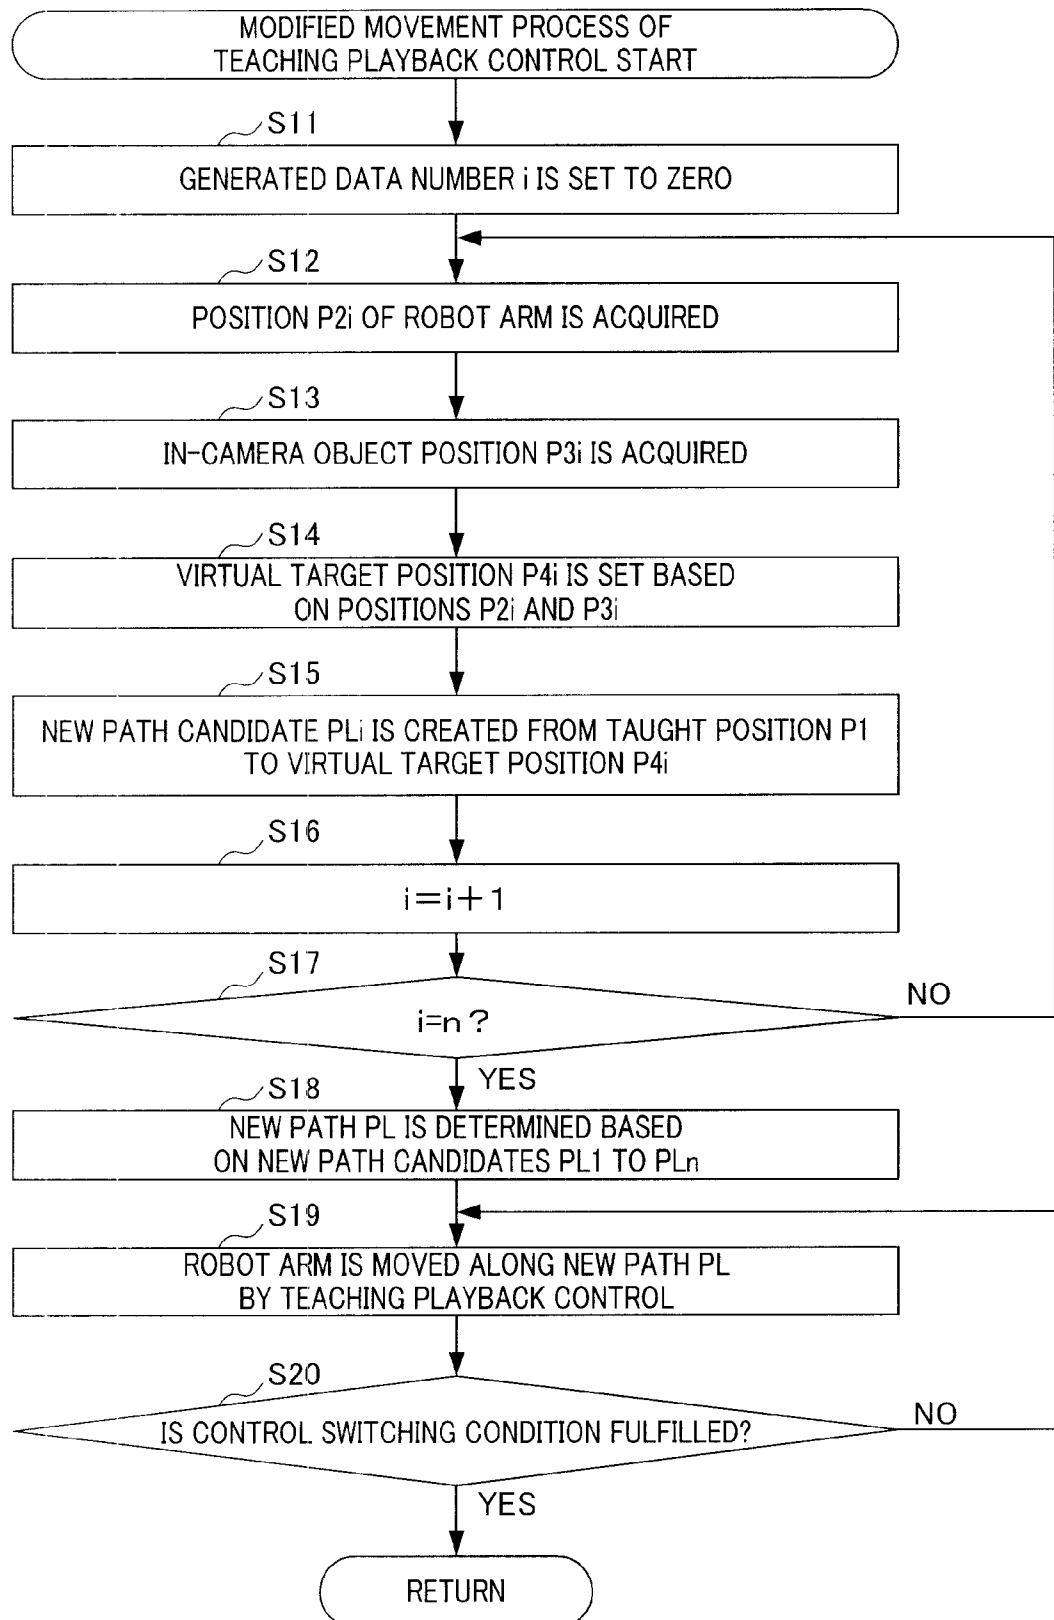 MODIFIED MOVEMENT PROCESS OF
TEACHING PLAYBACK CONTROL START
S11
GENERATED DATA NUMBER i IS SET TO ZERO
S12
POSITION P2i OF ROBOT ARM IS ACQUIRED
S13
IN-CAMERA OBJECT POSITION P3i IS ACQUIRED
S14
VIRTUAL TARGET POSITION P4i IS SET BASED
ON POSITIONS P2i AND P3i
S15
NEW PATH CANDIDATE PLi IS CREATED FROM TAUGHT POSITION P1
TO VIRTUAL TARGET POSITION P4i
S16
i=i+1
S17
i=n?
NO
YES
S18
NEW PATH PL IS DETERMINED BASED
ON NEW PATH CANDIDATES PL1 TO PLn
S19
ROBOT ARM IS MOVED ALONG NEW PATH PL
BY TEACHING PLAYBACK CONTROL
S20
IS CONTROL SWITCHING CONDITION FULFILLED?
NO
YES
RETURN